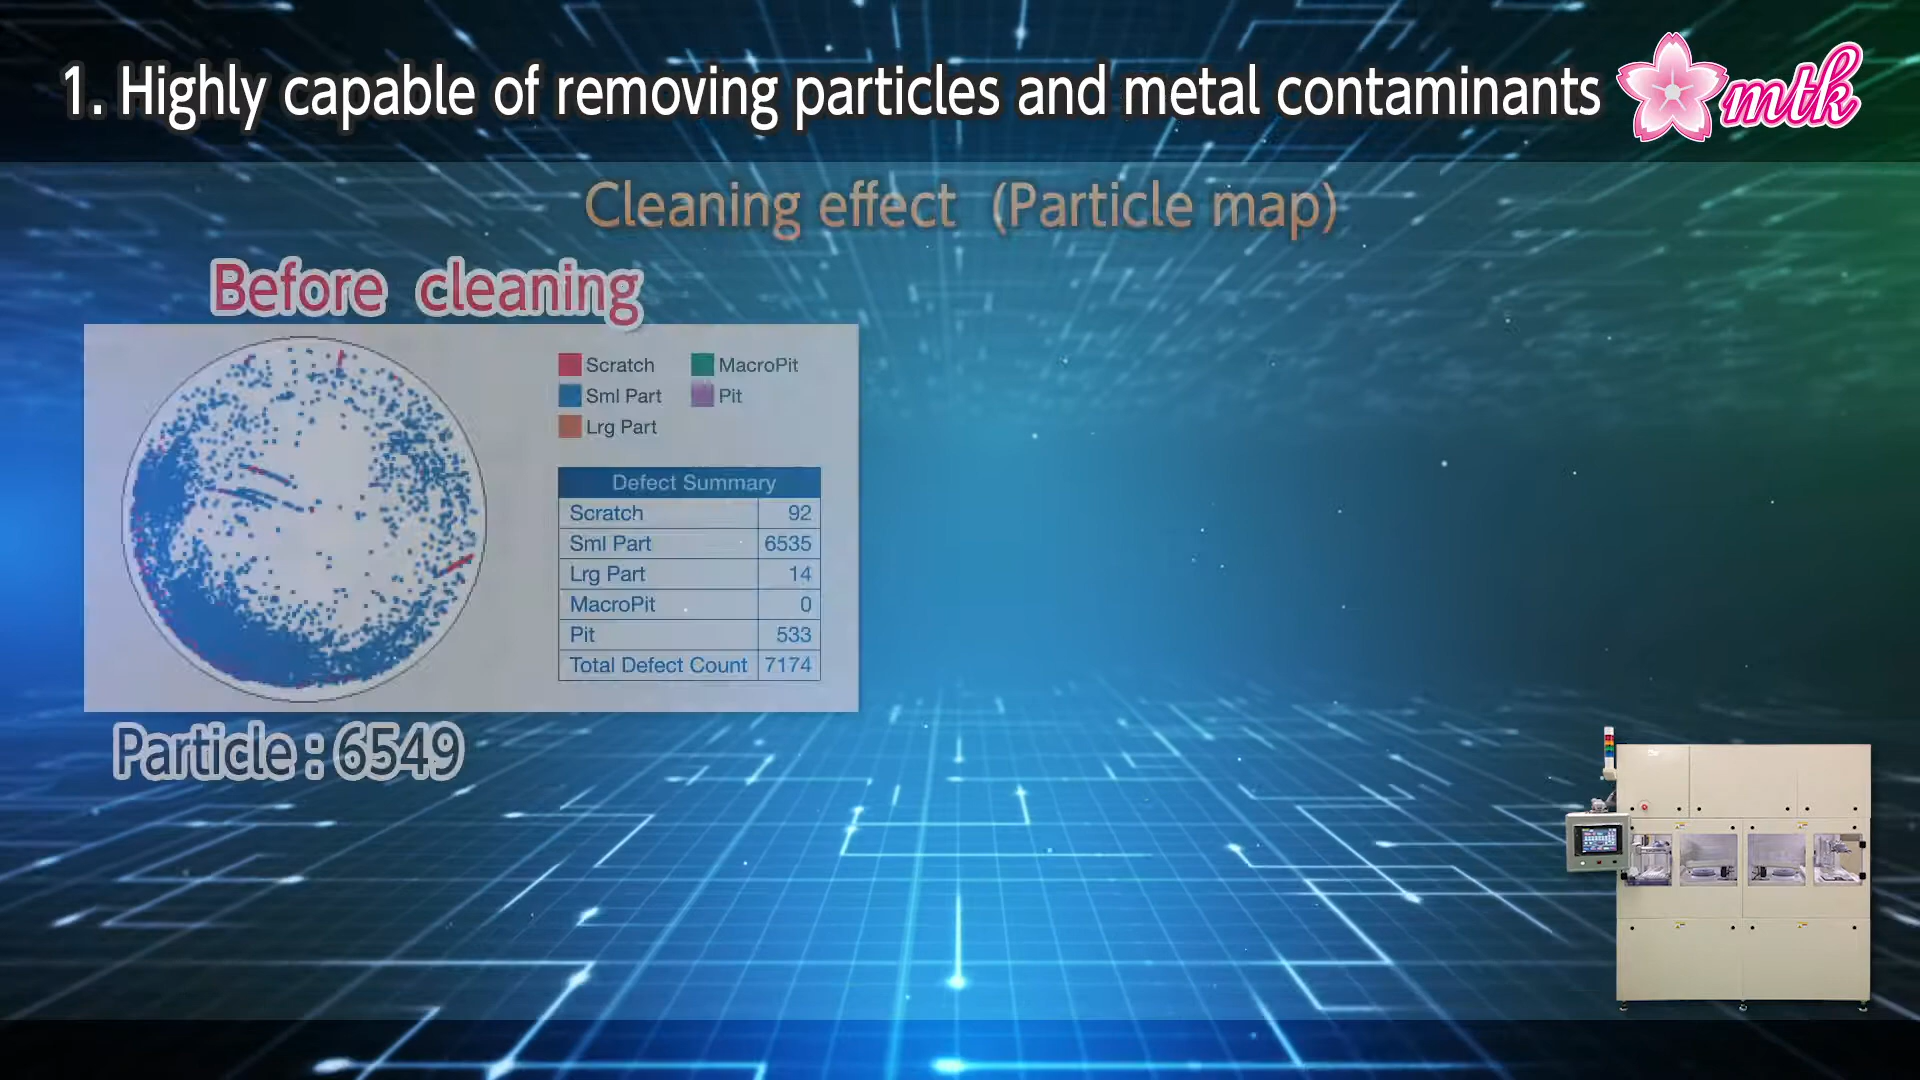 1. Highly capable of removing particles and metal contaminants
mtk
Cleaning effect (Particle map)
Before cleaning
Scratch MacroPit
Sml Part Pit
Lrg Part
Defect Summary
Scratch 92
Sml Part 6535
Lrg Part 14
MacroPit 0
Pit 533
Total Defect Count 7174
Particle : 6549